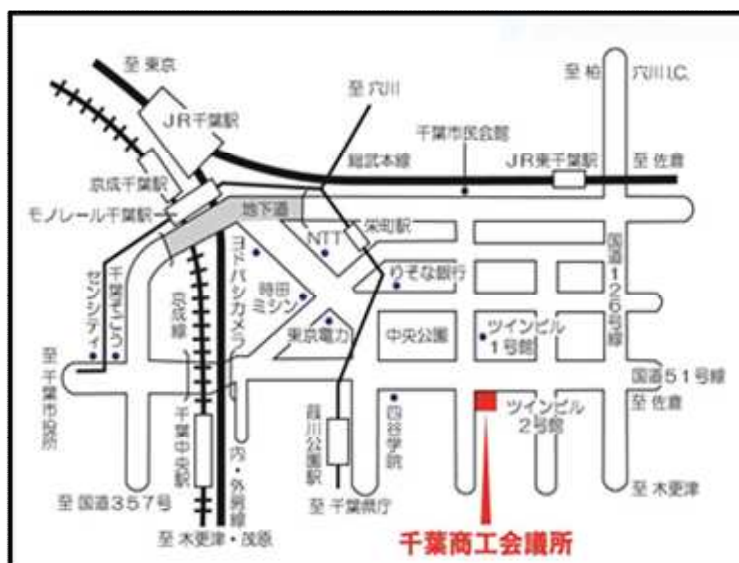 至 東京
至 柏
穴川 I.C.
至 穴川
JR千葉駅
千葉市民会館
総武本線
JR東千葉駅
至 佐倉
京成千葉駅
モノレール千葉駅
地下道
栄町駅
NTT
りそな銀行
国道126号線
ヨドバシカメラ
時田
ミシン
東京電力
中央公園
ツインビル
1号館
千葉そごう
センシティ
京成線
至 千葉市役所
国道51号線
至 佐倉
ツインビル
2号館
千葉中央駅
内・外房線
葭川公園駅
四谷学院
至 国道357号
至 千葉県庁
至 木更津
至 木更津・茂原
千葉商工会議所